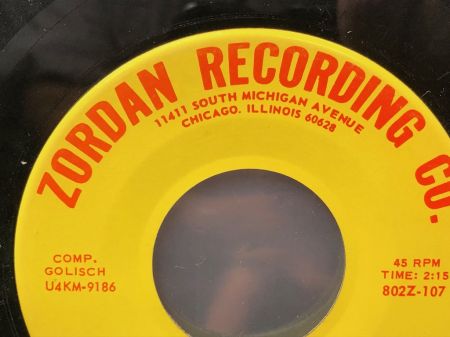 ZORDAN RECORDING CO.
11411 SOUTH MICHIGAN AVENUE
CHICAGO. ILLINOIS 60628
COMP.
GOLISCH
U4KM-9186
45 RPM
TIME: 2:15
802Z-107